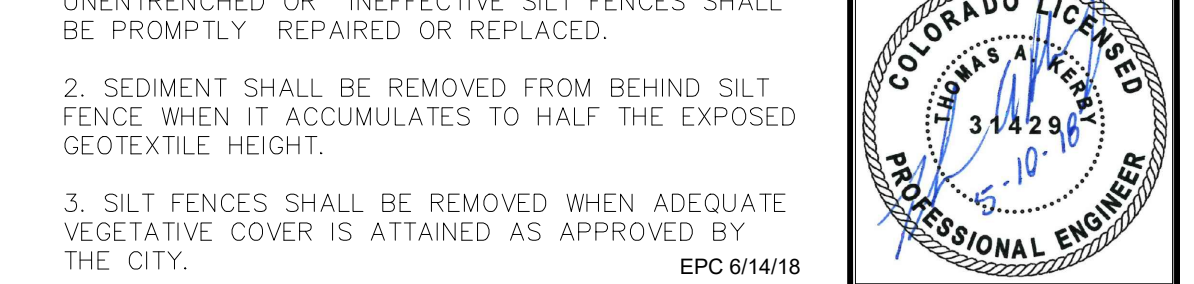 UNENTRENCHED OR INEFFECTIVE SILT FENCES SHALL
BE PROMPTLY REPAIRED OR REPLACED.
2. SEDIMENT SHALL BE REMOVED FROM BEHIND SILT
FENCE WHEN IT ACCUMULATES TO HALF THE EXPOSED
GEOTEXTILE HEIGHT.
3. SILT FENCES SHALL BE REMOVED WHEN ADEQUATE
VEGETATIVE COVER IS ATTAINED AS APPROVED BY
THE CITY.
EPC 6/14/18
COLORADO LICENSED
THOMAS A. KERBY
31429
5-10-18
PROFESSIONAL ENGINEER